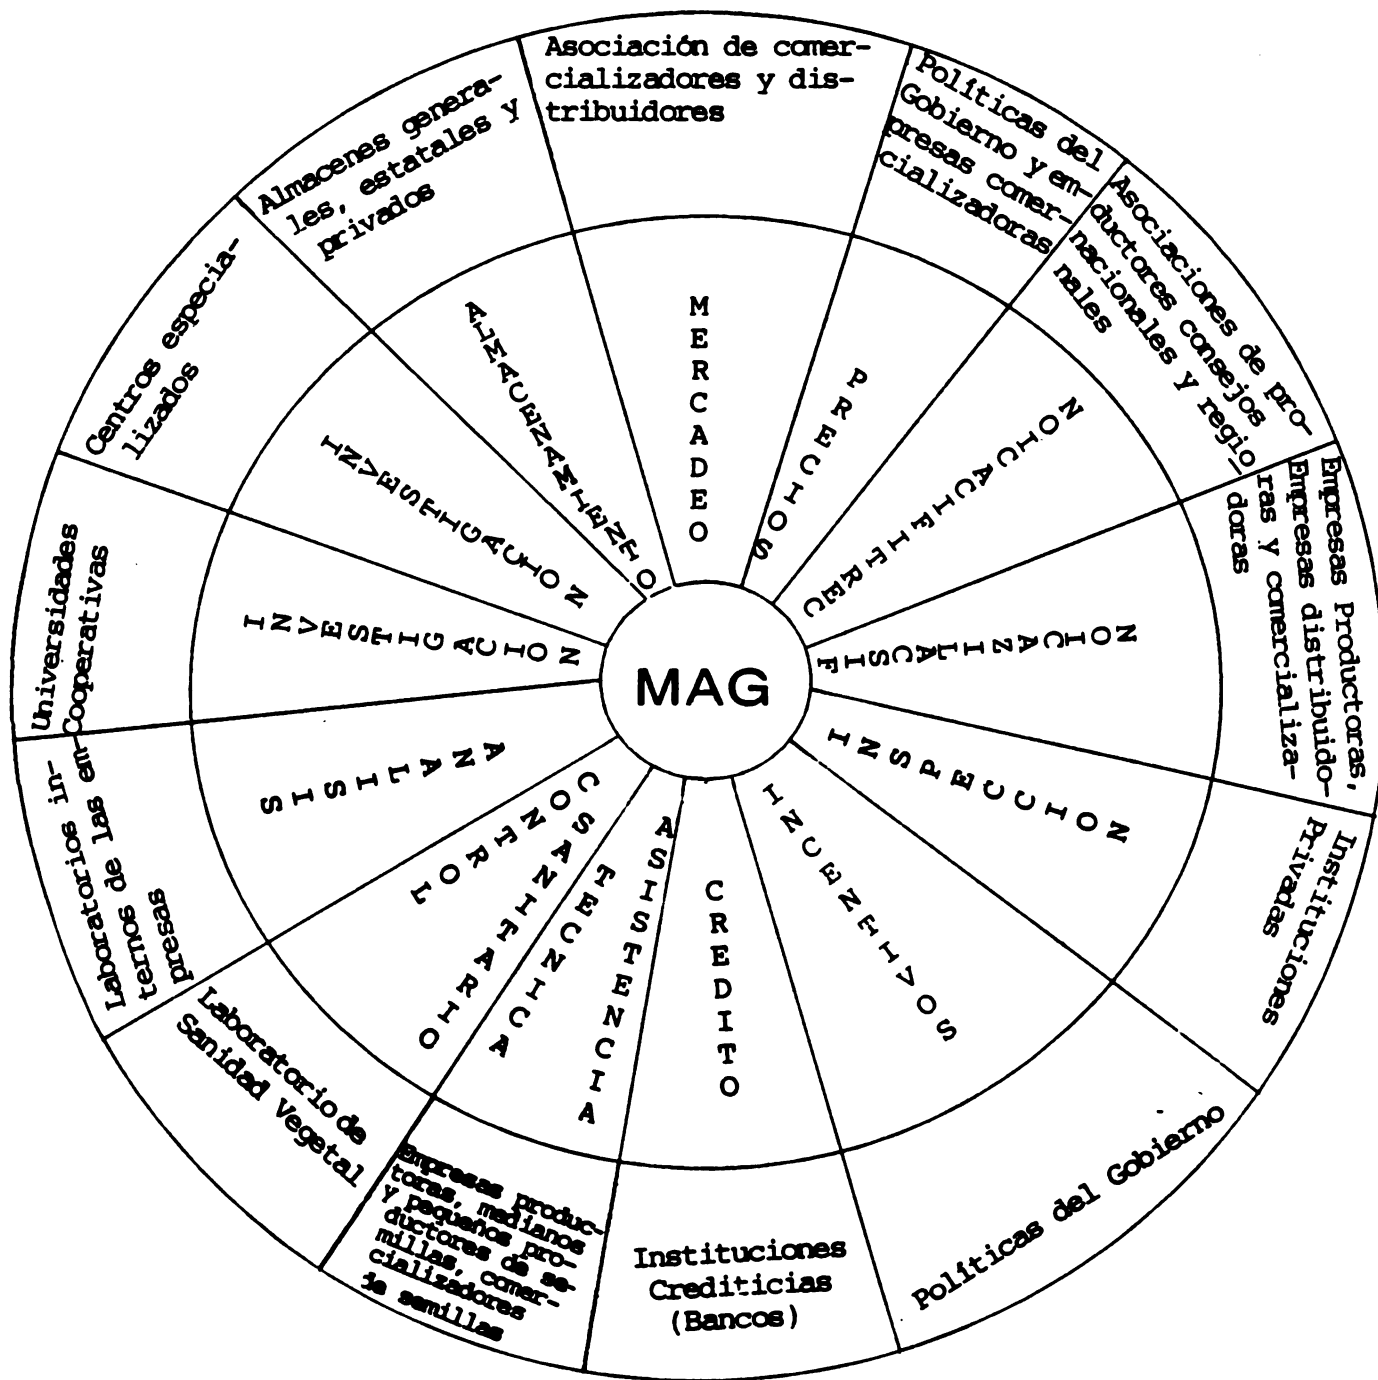 Asociación de comer-
cializadores y dis-
tribuidores
MERCADEO
Políticas del
Gobierno y em-
presas comer-
cializadoras
PRECIOS
Asociaciones de pro-
ductores consejos
nacionales y regio-
nales
CERTIFICACION
Empresas Productoras,
Empresas distribuido-
ras y comercializa-
doras
FISCALIZACION
Instituciones
Privadas
INSPECCION
Políticas del Gobierno
INCENTIVOS
Instituciones
Crediticias
(Bancos)
CREDITO
Empresas produc-
toras, medianos
y pequeños pro-
ductores de se-
millas, comer-
cializadores
de semillas
ASISTENCIA
TECNICA
Laboratorio de
Sanidad Vegetal
CONTROL
SANITARIO
Laboratorios in-
ternos de las em-
presas
ANALISIS
Universidades
Cooperativas
INVESTIGACION
Centros especia-
lizados
INVESTIGACION
Almacenes genera-
les, estatales y
privados
ALMACENAMIENTO
MAG